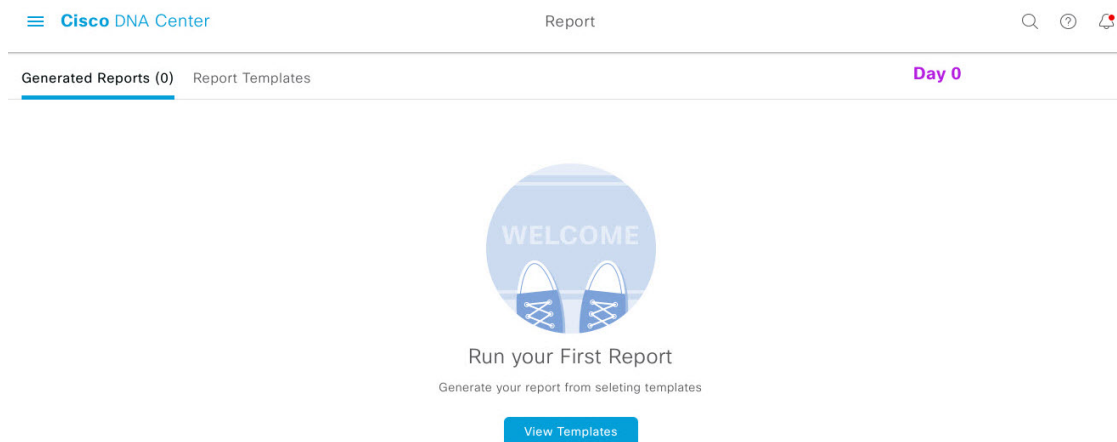 Cisco DNA Center Report
Generated Reports (0) Report Templates Day 0
WELCOME
Run your First Report
Generate your report from seleting templates
View Templates